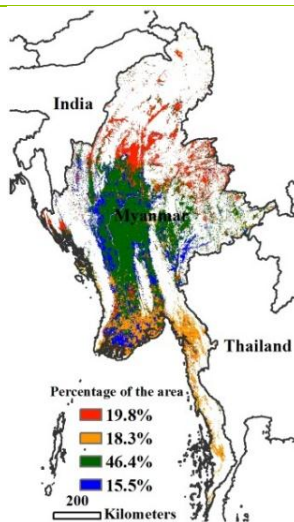 India
Myanmar
Thailand
Percentage of the area
19.8%
18.3%
46.4%
15.5%
200
Kilometers